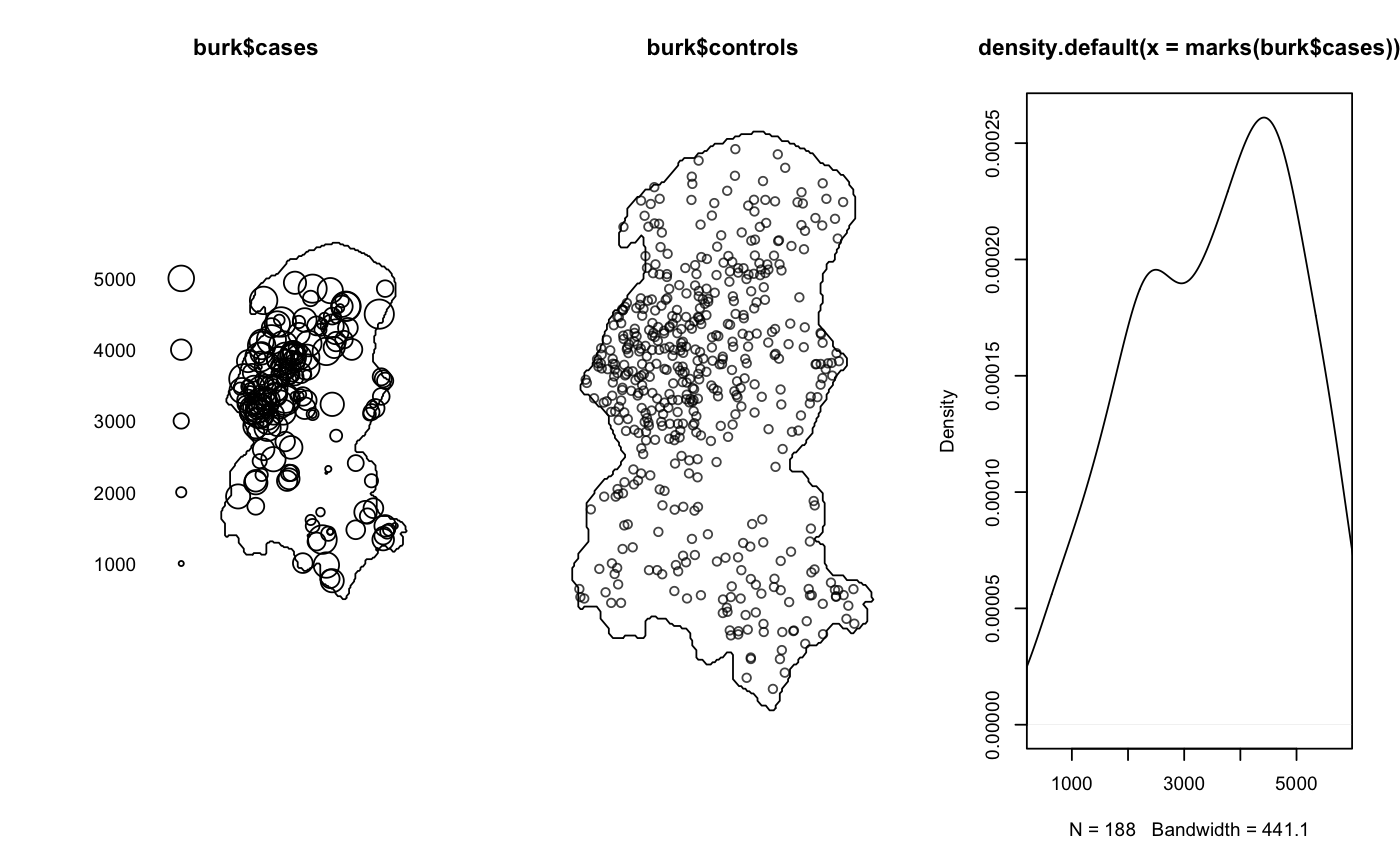 burk$cases
5000
4000
3000
2000
1000
burk$controls
density.default(x = marks(burk$cases))
Density
0.00025
0.00020
0.00015
0.00010
0.00005
0.00000
1000 3000 5000
N = 188 Bandwidth = 441.1